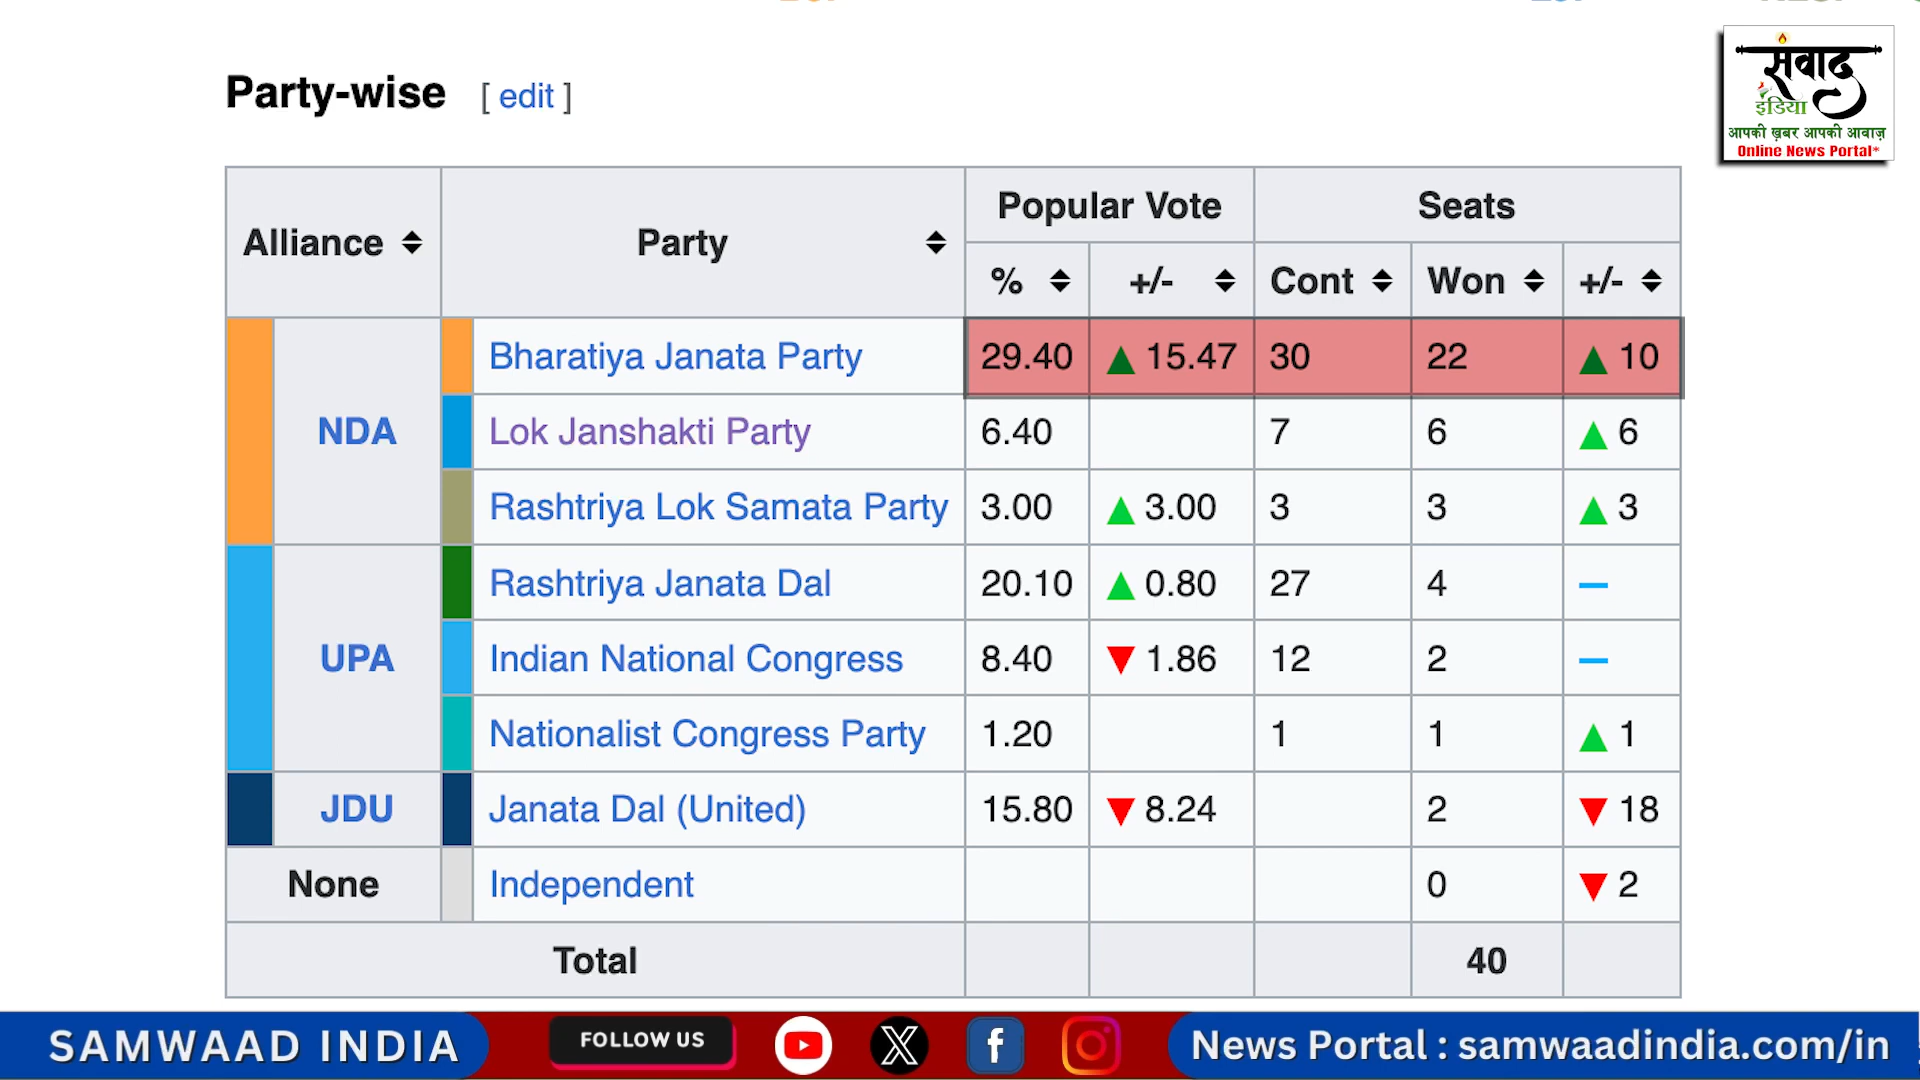 Party-wise [ edit ]
संवाद
इंडिया
आपकी ख़बर आपकी आवाज़
Online News Portal*
Alliance Party Popular Vote Seats
% +/- Cont Won +/-
NDA Bharatiya Janata Party 29.40 ▲ 15.47 30 22 ▲ 10
Lok Janshakti Party 6.40 7 6 ▲ 6
Rashtriya Lok Samata Party 3.00 ▲ 3.00 3 3 ▲ 3
UPA Rashtriya Janata Dal 20.10 ▲ 0.80 27 4 –
Indian National Congress 8.40 ▼ 1.86 12 2 –
Nationalist Congress Party 1.20 1 1 ▲ 1
JDU Janata Dal (United) 15.80 ▼ 8.24 2 ▼ 18
None Independent 0 ▼ 2
Total 40
SAMWAAD INDIA FOLLOW US News Portal : samwaadindia.com/in